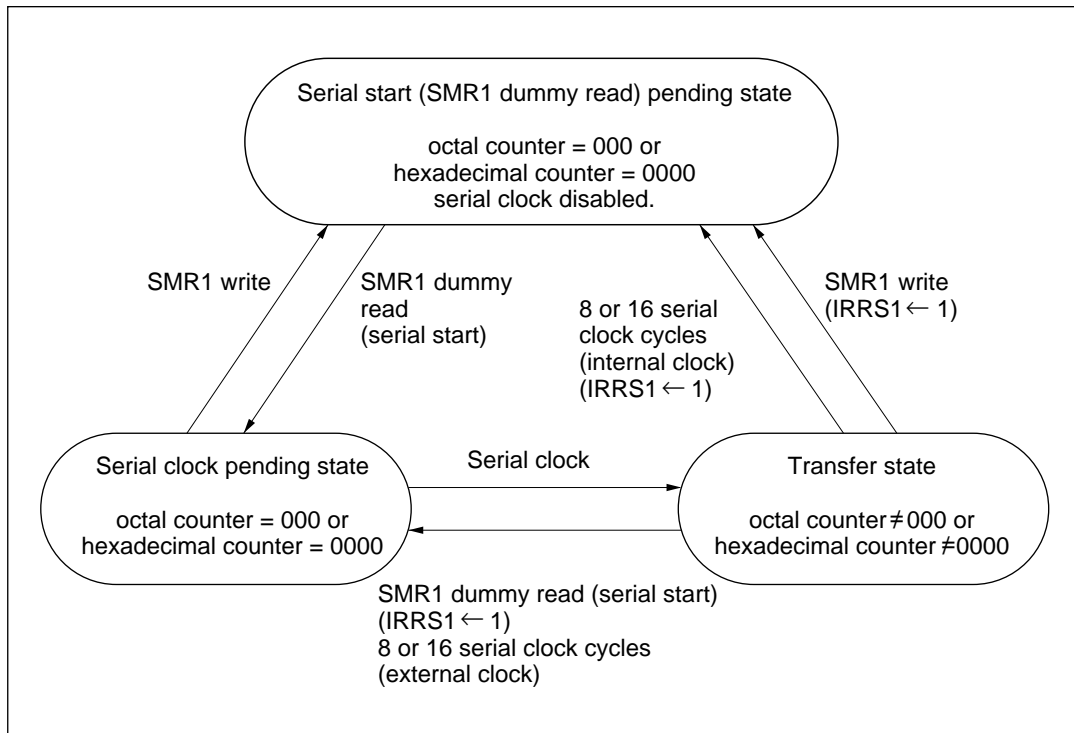 Serial start (SMR1 dummy read) pending state
octal counter = 000 or
hexadecimal counter = 0000
serial clock disabled.
SMR1 write
SMR1 dummy
read
(serial start)
8 or 16 serial
clock cycles
(internal clock)
(IRRS1 ← 1)
SMR1 write
(IRRS1 ← 1)
Serial clock pending state
octal counter = 000 or
hexadecimal counter = 0000
Serial clock
Transfer state
octal counter ≠ 000 or
hexadecimal counter ≠ 0000
SMR1 dummy read (serial start)
(IRRS1 ← 1)
8 or 16 serial clock cycles
(external clock)